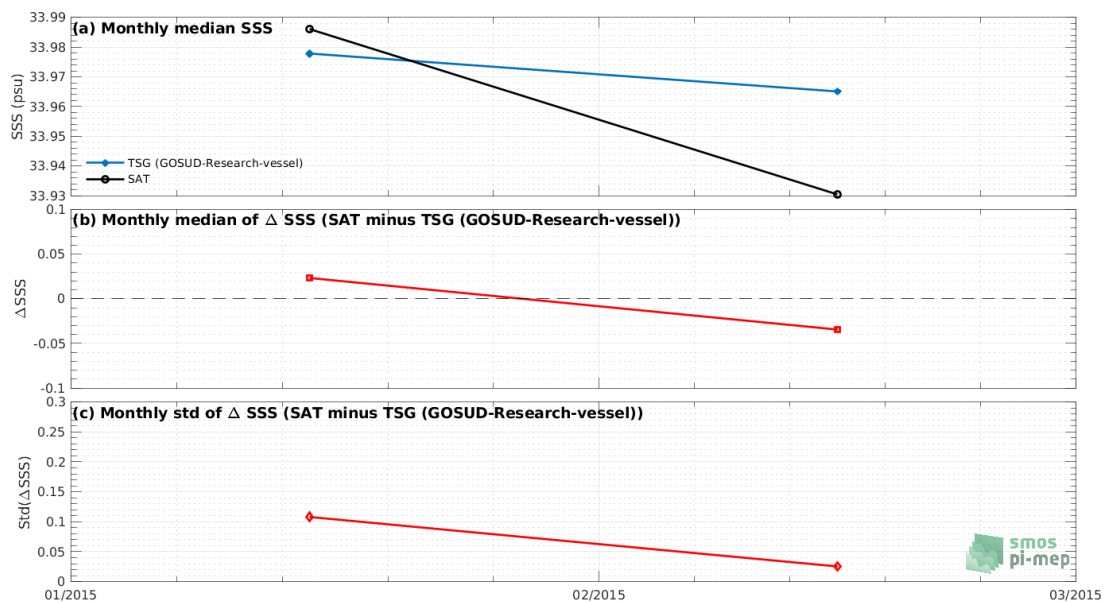 33.99
(a) Monthly median SSS
33.98
33.97
33.96
33.95
33.94
33.93
SSS (psu)
TSG (GOSUD-Research-vessel)
SAT
0.1
(b) Monthly median of Δ SSS (SAT minus TSG (GOSUD-Research-vessel))
0.05
0
-0.05
-0.1
ΔSSS
0.3
(c) Monthly std of Δ SSS (SAT minus TSG (GOSUD-Research-vessel))
0.25
0.2
0.15
0.1
0.05
0
Std(ΔSSS)
smos
pi-mep
01/2015 02/2015 03/2015